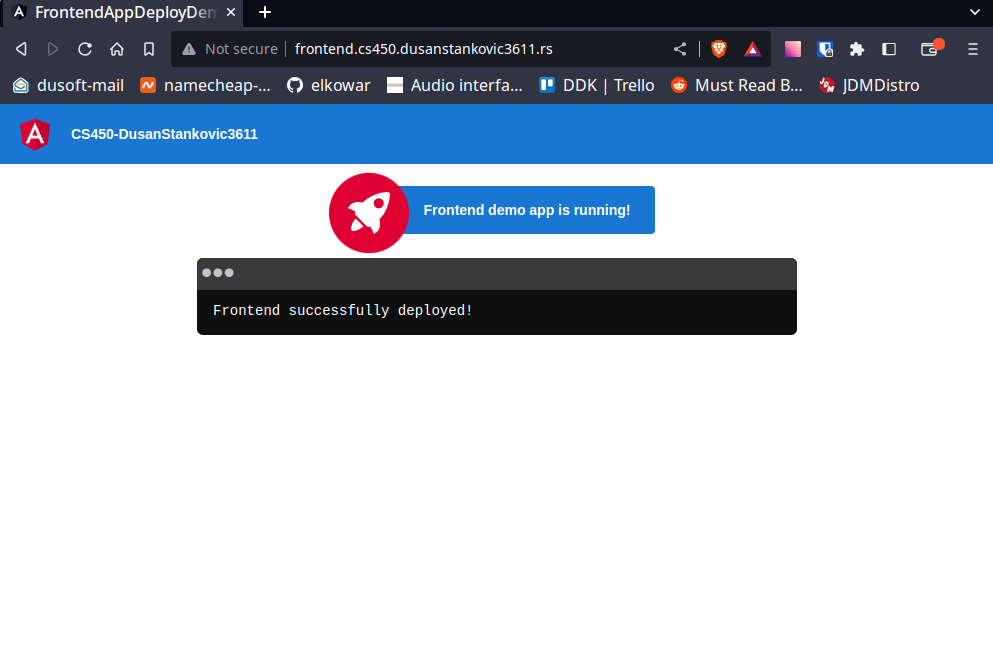 FrontendAppDeployDem
Not secure frontend.cs450.dusanstankovic3611.rs
dusoft-mail namecheap-... elkowar Audio interfa... DDK | Trello Must Read B... JDMDistro
CS450-DusanStankovic3611
Frontend demo app is running!
Frontend successfully deployed!